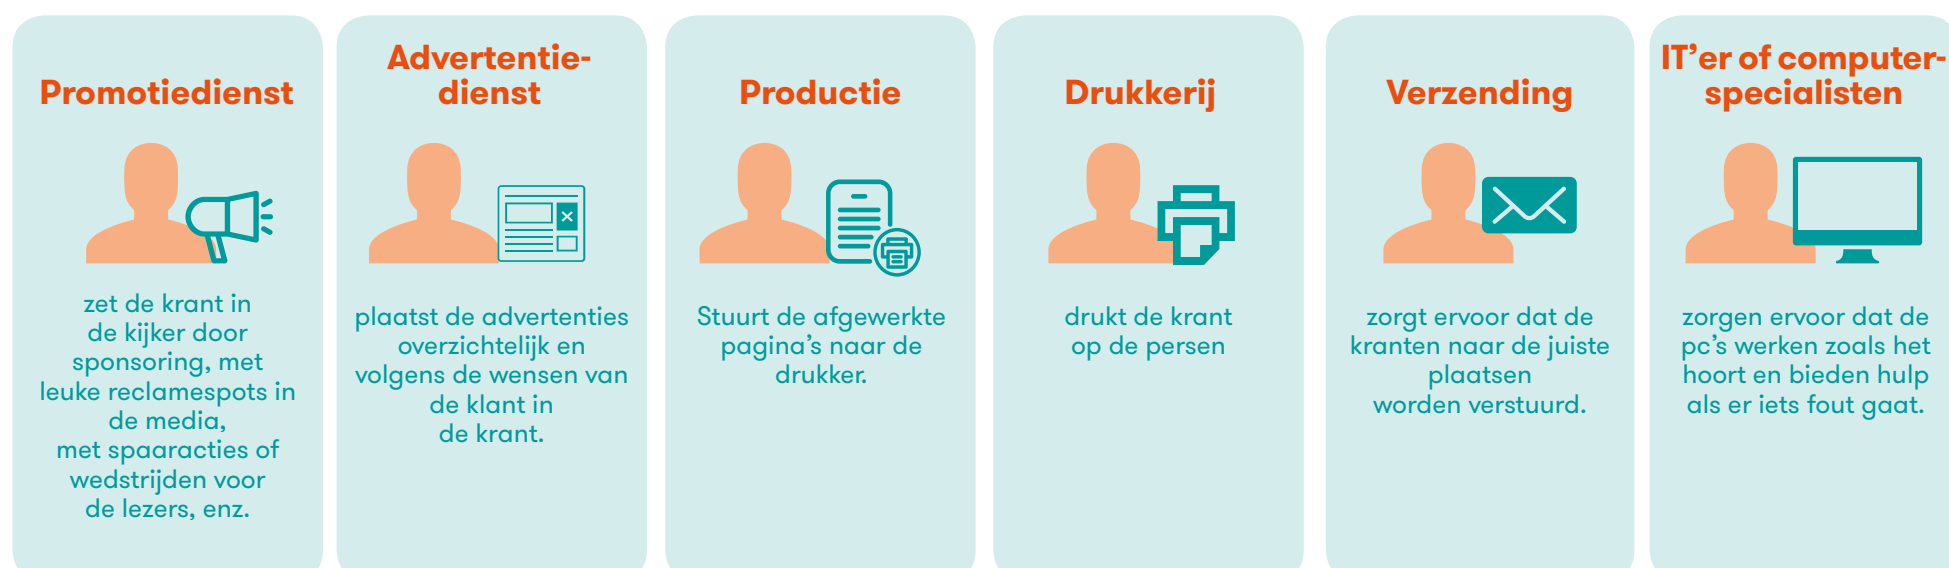 Promotiedienst
zet de krant in
de kijker door
sponsoring, met
leuke reclamespots in
de media,
met spaaracties of
wedstrijden voor
de lezers, enz.
Advertentie-
dienst
plaatst de advertenties
overzichtelijk en
volgens de wensen van
de klant in
de krant.
Productie
Stuurt de afgewerkte
pagina's naar de
drukker.
Drukkerij
drukt de krant
op de persen
Verzending
zorgt ervoor dat de
kranten naar de juiste
plaatsen
worden verstuurd.
IT'er of computer-
specialisten
zorgen ervoor dat de
pc's werken zoals het
hoort en bieden hulp
als er iets fout gaat.